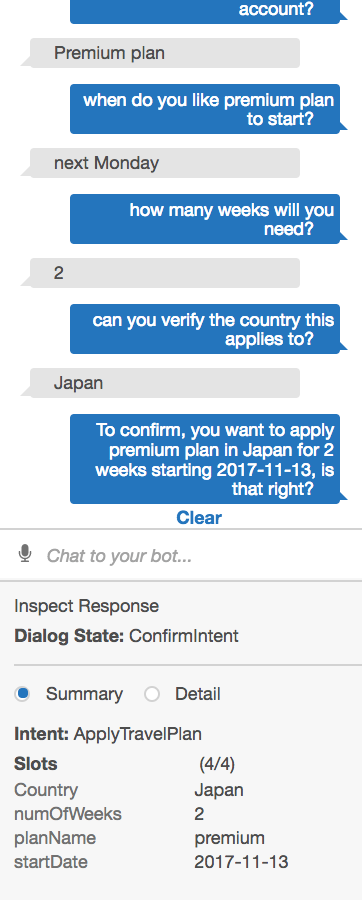 account?
Premium plan
when do you like premium plan
to start?
next Monday
how many weeks will you
need?
2
can you verify the country this
applies to?
Japan
To confirm, you want to apply
premium plan in Japan for 2
weeks starting 2017-11-13, is
that right?
Clear
Chat to your bot...
Inspect Response
Dialog State: ConfirmIntent
Summary Detail
Intent: ApplyTravelPlan
Slots (4/4)
Country Japan
numOfWeeks 2
planName premium
startDate 2017-11-13